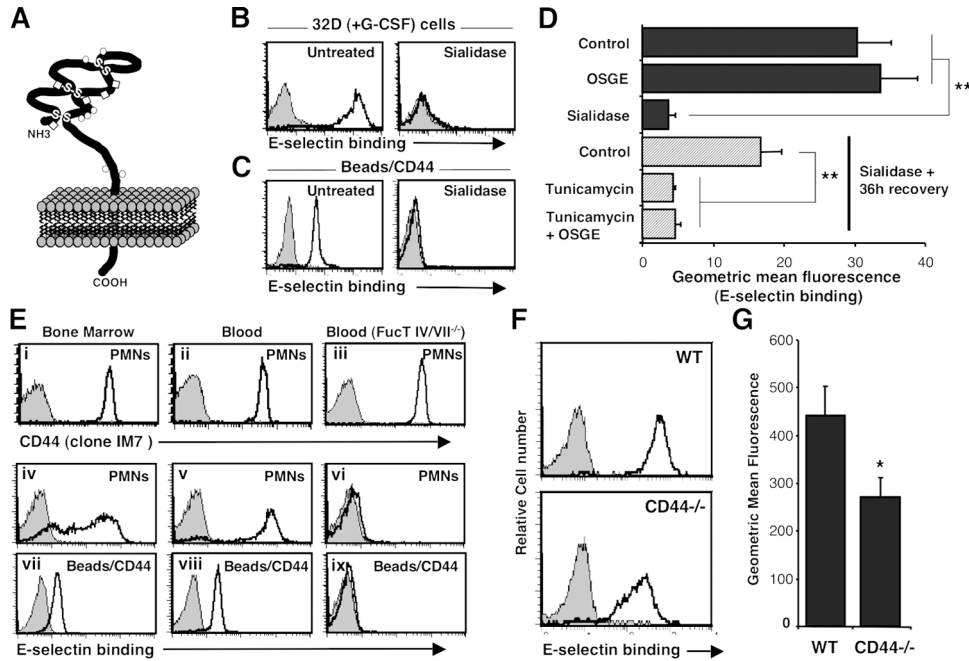 A
NH3
S-S
S-S
S-S
COOH
B
32D (+G-CSF) cells
Untreated
Sialidase
E-selectin binding
C
Beads/CD44
Untreated
Sialidase
E-selectin binding
D
Control
OSGE
Sialidase
Control
Tunicamycin
Tunicamycin
+ OSGE
**
**
Sialidase +
36h recovery
0 10 20 30 40
Geometric mean fluorescence
(E-selectin binding)
E
Bone Marrow
Blood
Blood (FucT IV/VII-/-)
i PMNs
ii PMNs
iii PMNs
CD44 (clone IM7)
iv PMNs
v PMNs
vi PMNs
vii Beads/CD44
viii Beads/CD44
ix Beads/CD44
E-selectin binding
F
WT
CD44-/-
Relative Cell number
E-selectin binding
G
Geometric Mean Fluorescence
600
500
400
300
200
100
0
*
WT CD44-/-